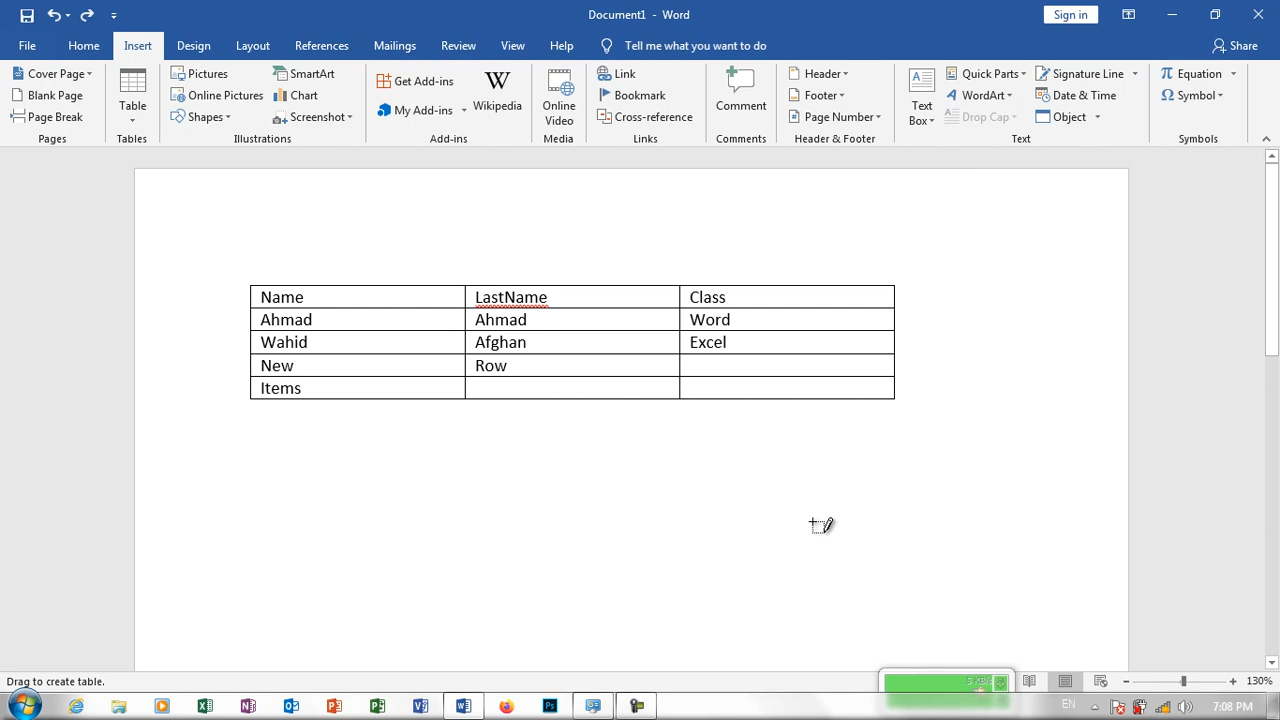 Document1 - Word
Sign in
File Home Insert Design Layout References Mailings Review View Help Tell me what you want to do Share
Cover Page
Blank Page
Page Break
Pages
Table
Tables
Pictures
Online Pictures
Shapes
SmartArt
Chart
Screenshot
Illustrations
Get Add-ins
My Add-ins
W
Wikipedia
Add-ins
Online
Video
Media
Link
Bookmark
Cross-reference
Links
Comment
Comments
Header
Footer
Page Number
Header & Footer
Text
Box
Quick Parts
WordArt
Drop Cap
Signature Line
Date & Time
Object
Text
Equation
Symbol
Symbols
Name LastName Class
Ahmad Ahmad Word
Wahid Afghan Excel
New Row
Items
Drag to create table.
130%
EN
7:08 PM